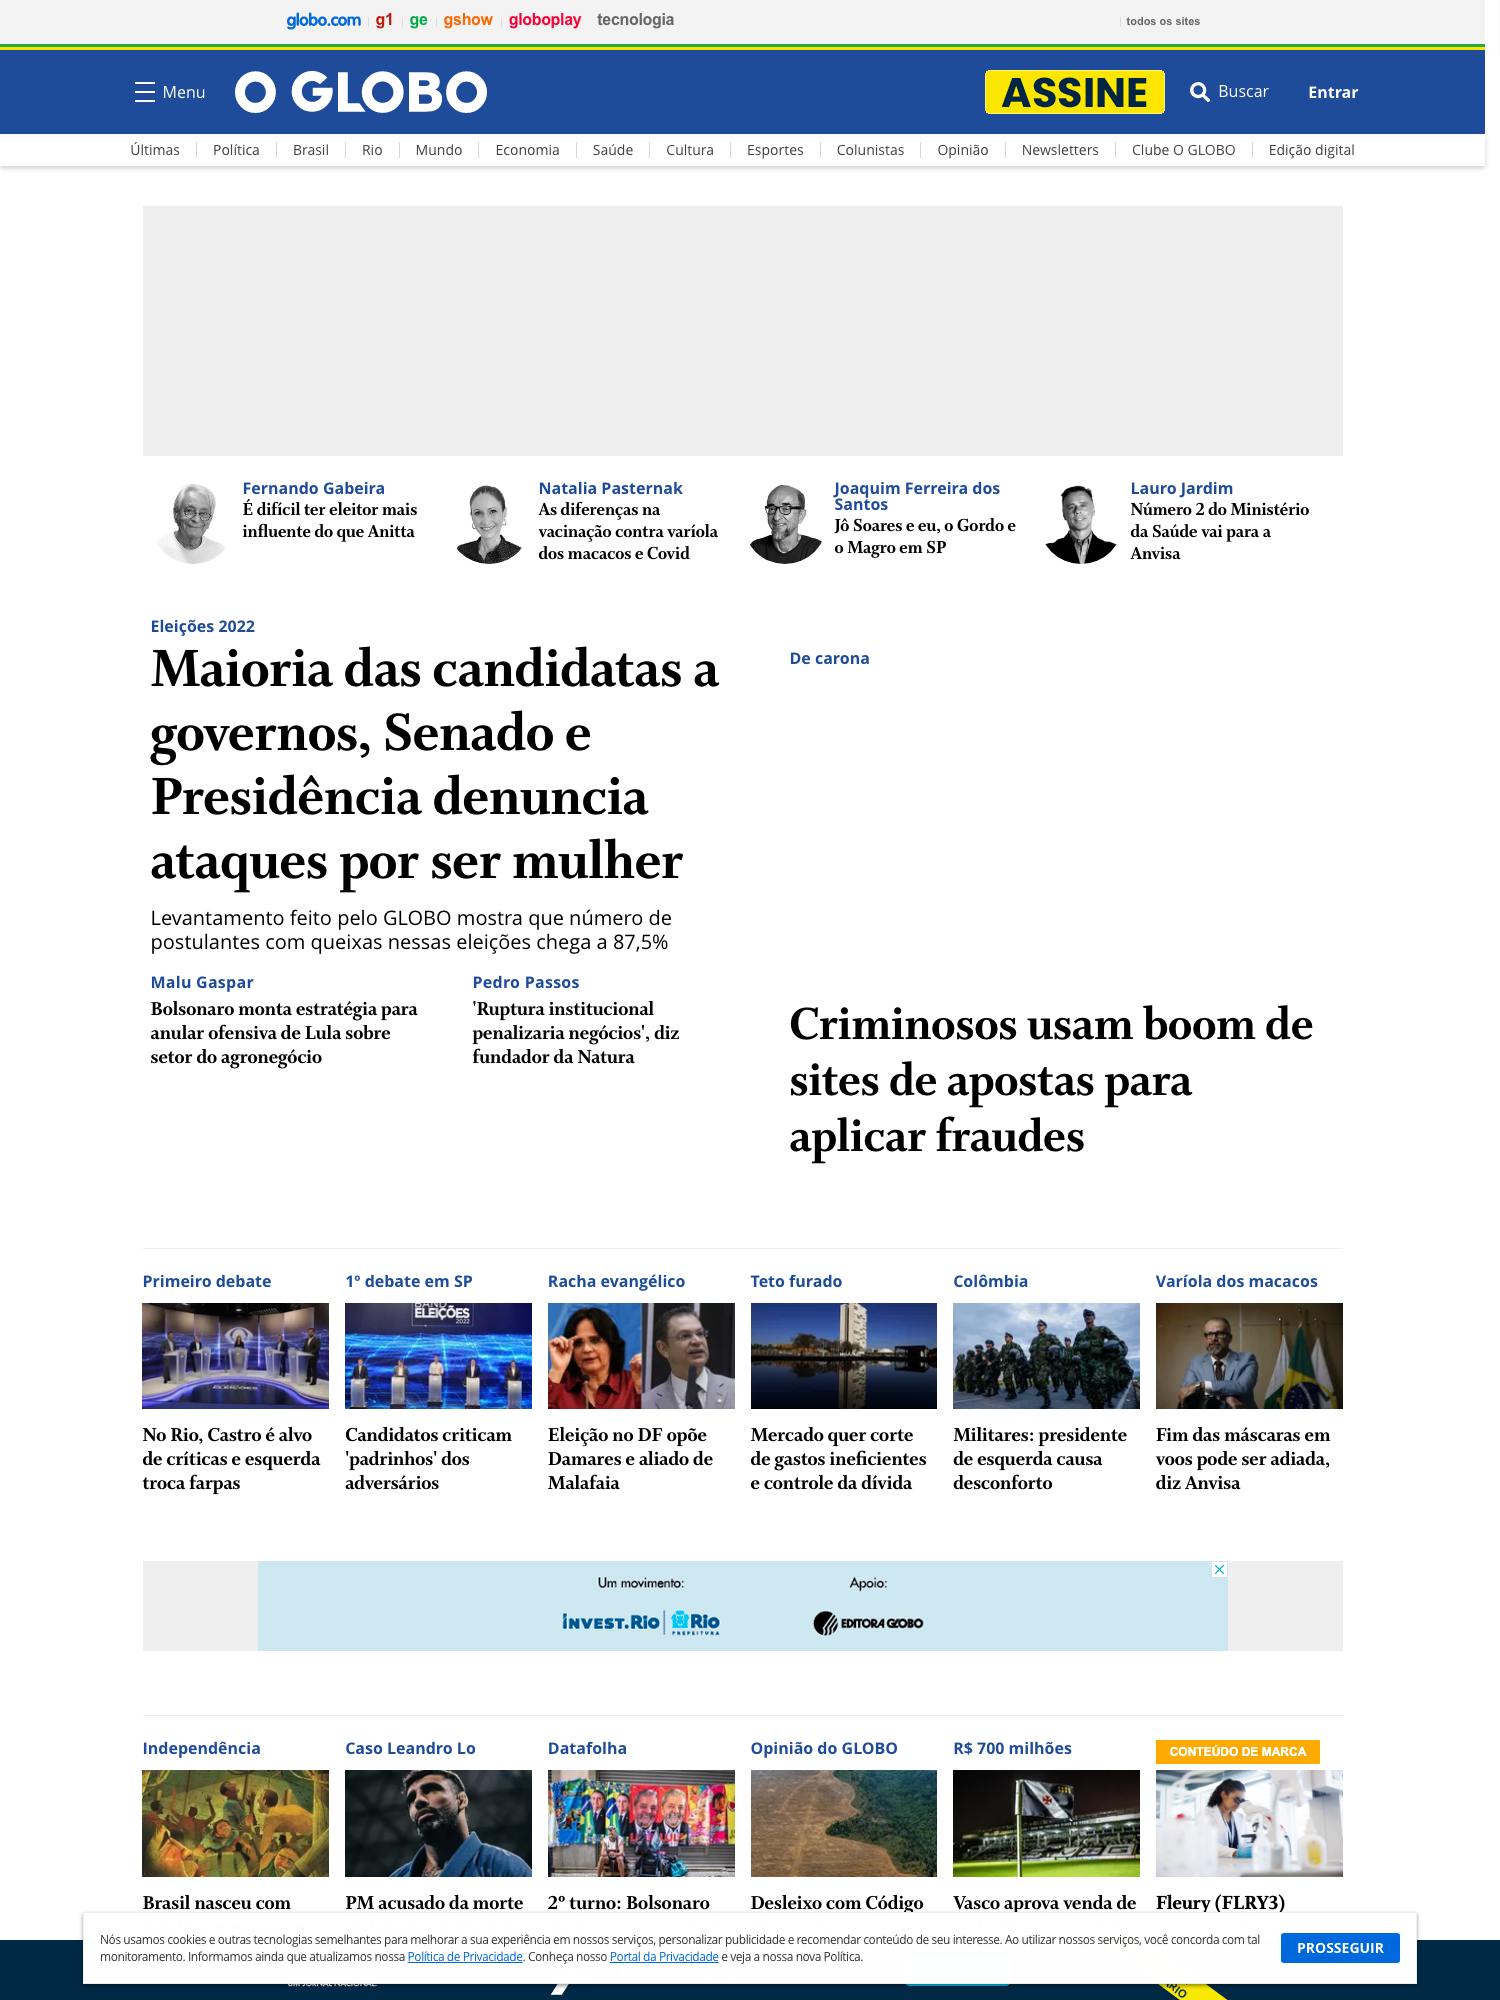 globo.com g1 ge gshow globoplay tecnologia todos os sites
Menu O GLOBO ASSINE Buscar Entrar
Últimas Política Brasil Rio Mundo Economia Saúde Cultura Esportes Colunistas Opinião Newsletters Clube O GLOBO Edição digital
Fernando Gabeira
É difícil ter eleitor mais
influente do que Anitta
Natalia Pasternak
As diferenças na
vacinação contra varíola
dos macacos e Covid
Joaquim Ferreira dos
Santos
Jô Soares e eu, o Gordo e
o Magro em SP
Lauro Jardim
Número 2 do Ministério
da Saúde vai para a
Anvisa
Eleições 2022
Maioria das candidatas a
governos, Senado e
Presidência denuncia
ataques por ser mulher
Levantamento feito pelo GLOBO mostra que número de
postulantes com queixas nessas eleições chega a 87,5%
Malu Gaspar
Bolsonaro monta estratégia para
anular ofensiva de Lula sobre
setor do agronegócio
Pedro Passos
'Ruptura institucional
penalizaria negócios', diz
fundador da Natura
De carona
Criminosos usam boom de
sites de apostas para
aplicar fraudes
Primeiro debate
No Rio, Castro é alvo
de críticas e esquerda
troca farpas
1º debate em SP
ELEIÇÕES
2022
Candidatos criticam
'padrinhos' dos
adversários
Racha evangélico
Eleição no DF opõe
Damares e aliado de
Malafaia
Teto furado
Mercado quer corte
de gastos ineficientes
e controle da dívida
Colômbia
Militares: presidente
de esquerda causa
desconforto
Varíola dos macacos
Fim das máscaras em
voos pode ser adiada,
diz Anvisa
Um movimento:
INVEST.RIO Rio
PREFEITURA
Apoio:
EDITORA GLOBO
Independência
Brasil nasceu com
Caso Leandro Lo
PM acusado da morte
Datafolha
2º turno: Bolsonaro
Opinião do GLOBO
Desleixo com Código
R$ 700 milhões
Vasco aprova venda de
CONTEÚDO DE MARCA
Fleury (FLRY3)
Nós usamos cookies e outras tecnologias semelhantes para melhorar a sua experiência em nossos serviços, personalizar publicidade e recomendar conteúdo de seu interesse. Ao utilizar nossos serviços, você concorda com tal
monitoramento. Informamos ainda que atualizamos nossa Política de Privacidade. Conheça nosso Portal da Privacidade e veja a nossa nova Política.
PROSSEGUIR